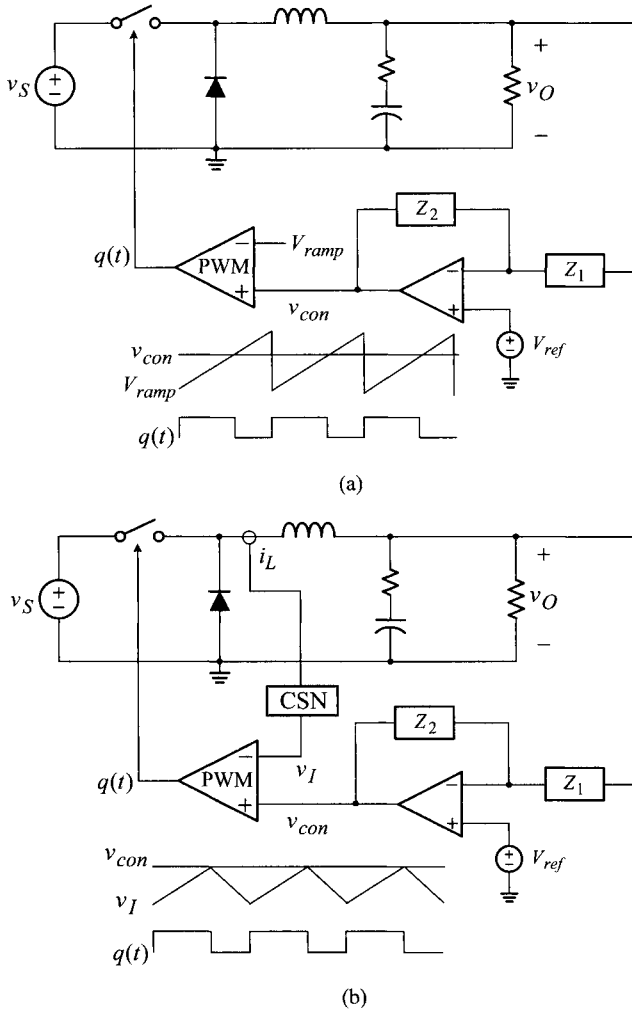 v_S
+
−
+
v_O
−
Z_2
q(t)
PWM
−
V_ramp
+
v_con
−
+
Z_1
+
−
V_ref
v_con
V_ramp
q(t)
(a)
i_L
v_S
+
−
+
v_O
−
CSN
Z_2
q(t)
PWM
−
v_I
+
v_con
−
+
Z_1
+
−
V_ref
v_con
v_I
q(t)
(b)